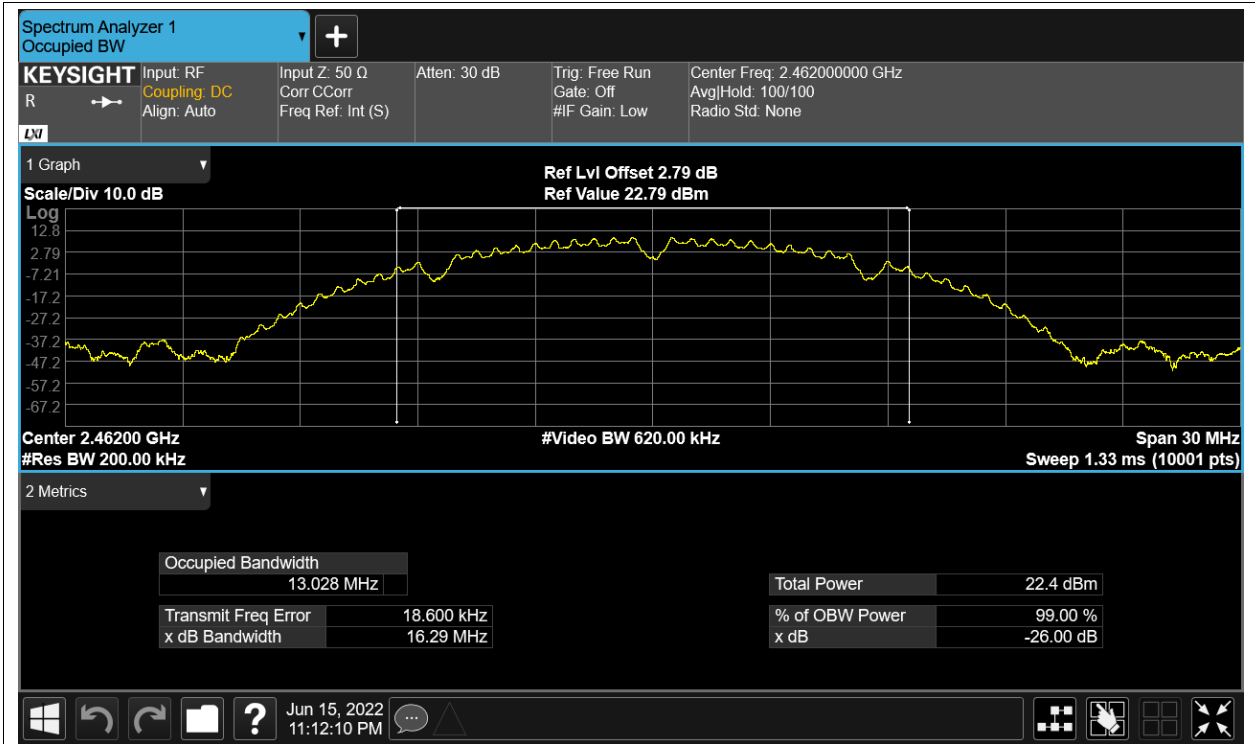 Spectrum Analyzer 1
Occupied BW
KEYSIGHT
R
LXI
Input: RF
Coupling: DC
Align: Auto
Input Z: 50 Ω
Corr CCorr
Freq Ref: Int (S)
Atten: 30 dB
Trig: Free Run
Gate: Off
#IF Gain: Low
Center Freq: 2.462000000 GHz
Avg|Hold: 100/100
Radio Std: None
1 Graph
Scale/Div 10.0 dB
Ref Lvl Offset 2.79 dB
Ref Value 22.79 dBm
Log
12.8
2.79
-7.21
-17.2
-27.2
-37.2
-47.2
-57.2
-67.2
Center 2.46200 GHz
#Video BW 620.00 kHz
Span 30 MHz
#Res BW 200.00 kHz
Sweep 1.33 ms (10001 pts)
2 Metrics
Occupied Bandwidth
13.028 MHz
Total Power 22.4 dBm
Transmit Freq Error 18.600 kHz
% of OBW Power 99.00 %
x dB Bandwidth 16.29 MHz
x dB -26.00 dB
?
Jun 15, 2022
11:12:10 PM